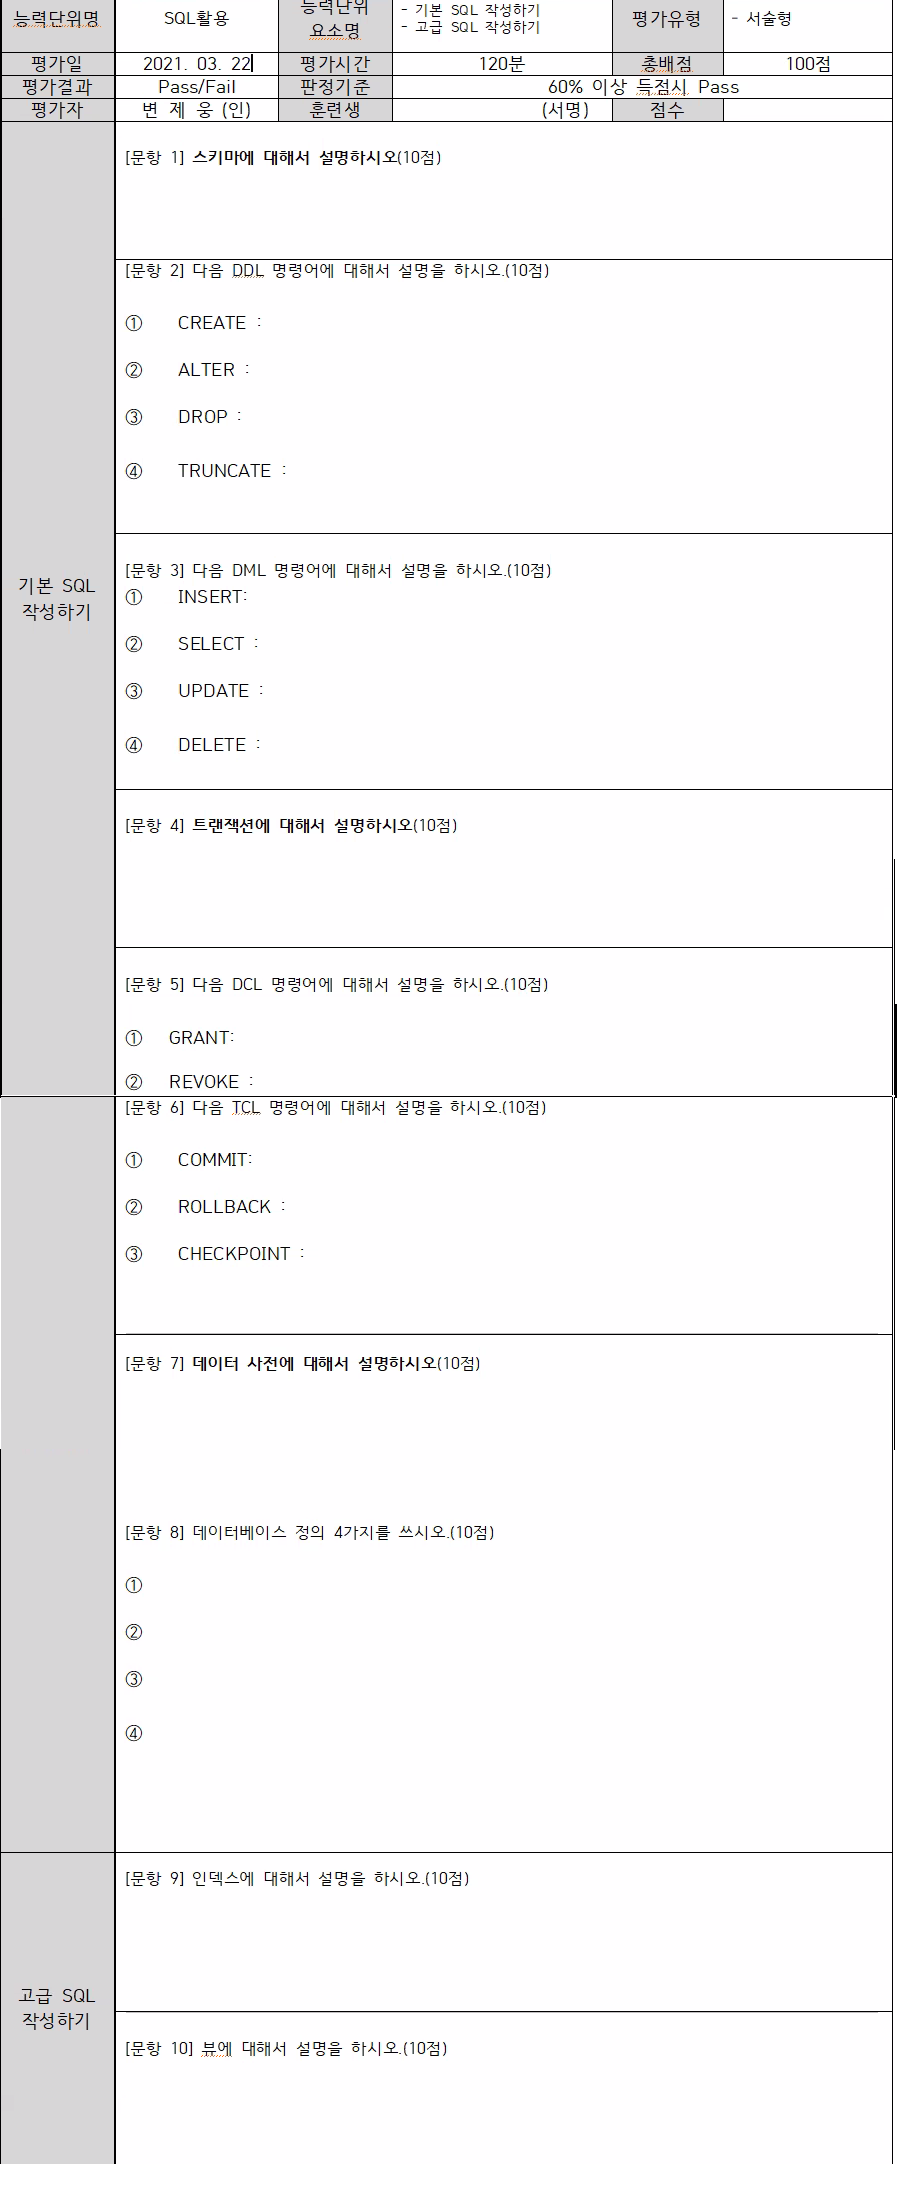 능력단위명 SQL활용 능력단위 요소명 - 기본 SQL 작성하기 - 고급 SQL 작성하기 평가유형 - 서술형
평가일 2021. 03. 22 평가시간 120분 총배점 100점
평가결과 Pass/Fail 판정기준 60% 이상 득점시 Pass
평가자 변 제 웅 (인) 훈련생 (서명) 점수
기본 SQL
작성하기
[문항 1] 스키마에 대해서 설명하시오(10점)
[문항 2] 다음 DDL 명령어에 대해서 설명을 하시오.(10점)
① CREATE :
② ALTER :
③ DROP :
④ TRUNCATE :
[문항 3] 다음 DML 명령어에 대해서 설명을 하시오.(10점)
① INSERT:
② SELECT :
③ UPDATE :
④ DELETE :
[문항 4] 트랜잭션에 대해서 설명하시오(10점)
[문항 5] 다음 DCL 명령어에 대해서 설명을 하시오.(10점)
① GRANT:
② REVOKE :
[문항 6] 다음 TCL 명령어에 대해서 설명을 하시오.(10점)
① COMMIT:
② ROLLBACK :
③ CHECKPOINT :
[문항 7] 데이터 사전에 대해서 설명하시오(10점)
[문항 8] 데이터베이스 정의 4가지를 쓰시오.(10점)
①
②
③
④
고급 SQL
작성하기
[문항 9] 인덱스에 대해서 설명을 하시오.(10점)
[문항 10] 뷰에 대해서 설명을 하시오.(10점)